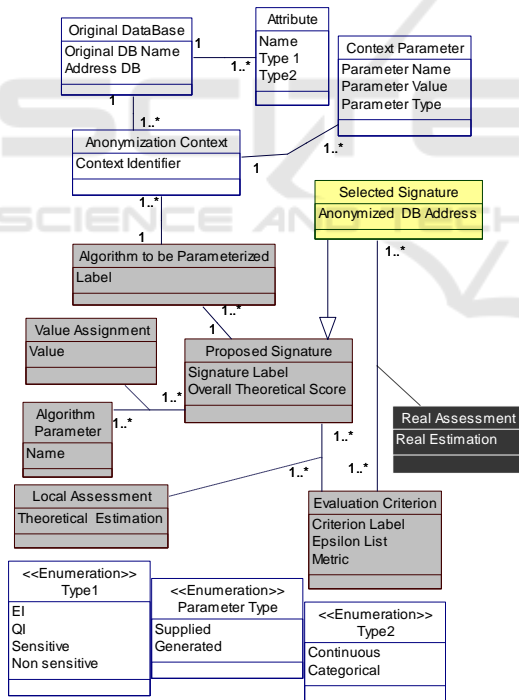 Original DataBase
Original DB Name
Address DB
1
1..*
1
Attribute
Name
Type 1
Type2
Context Parameter
Parameter Name
Parameter Value
Parameter Type
1..*
1..*
Anonymization Context
Context Identifier
1
1..*
1
Selected Signature
Anonymized DB Address
1..*
Algorithm to be Parameterized
Label
1..*
1
Value Assignment
Value
Proposed Signature
Signature Label
Overall Theoretical Score
1..*
1..*
Algorithm
Parameter
Name
1..*
Real Assessment
Real Estimation
Local Assessment
Theoretical Estimation
1..*
1..*
Evaluation Criterion
Criterion Label
Epsilon List
Metric
<<Enumeration>>
Type1
EI
QI
Sensitive
Non sensitive
<<Enumeration>>
Parameter Type
Supplied
Generated
<<Enumeration>>
Type2
Continuous
Categorical
SCITE
SCIENCE AND TECH